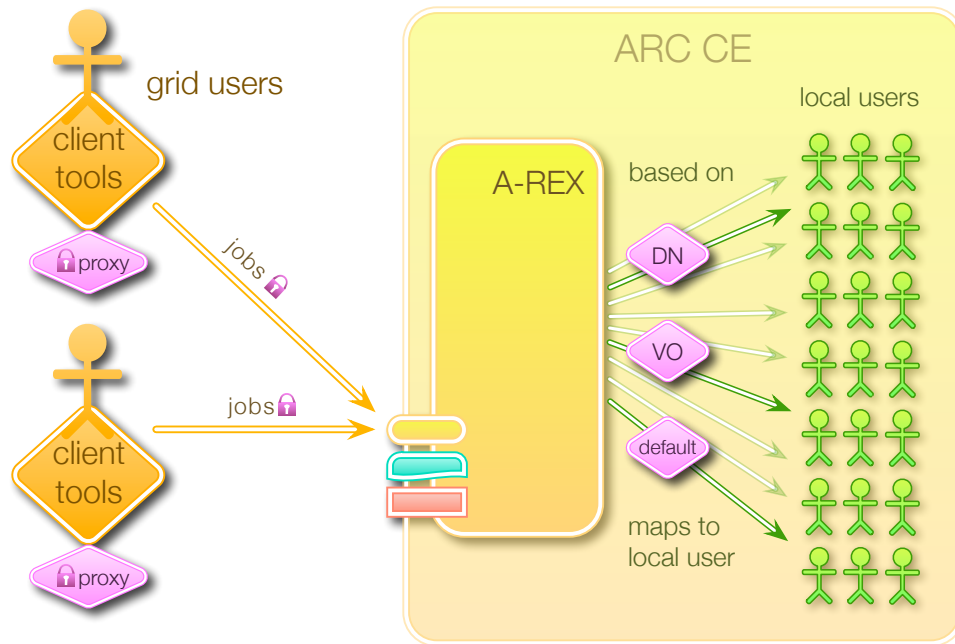 ARC CE
grid users
local users
client
tools
proxy
jobs
A-REX
based on
DN
VO
default
maps to
local user
jobs
client
tools
proxy